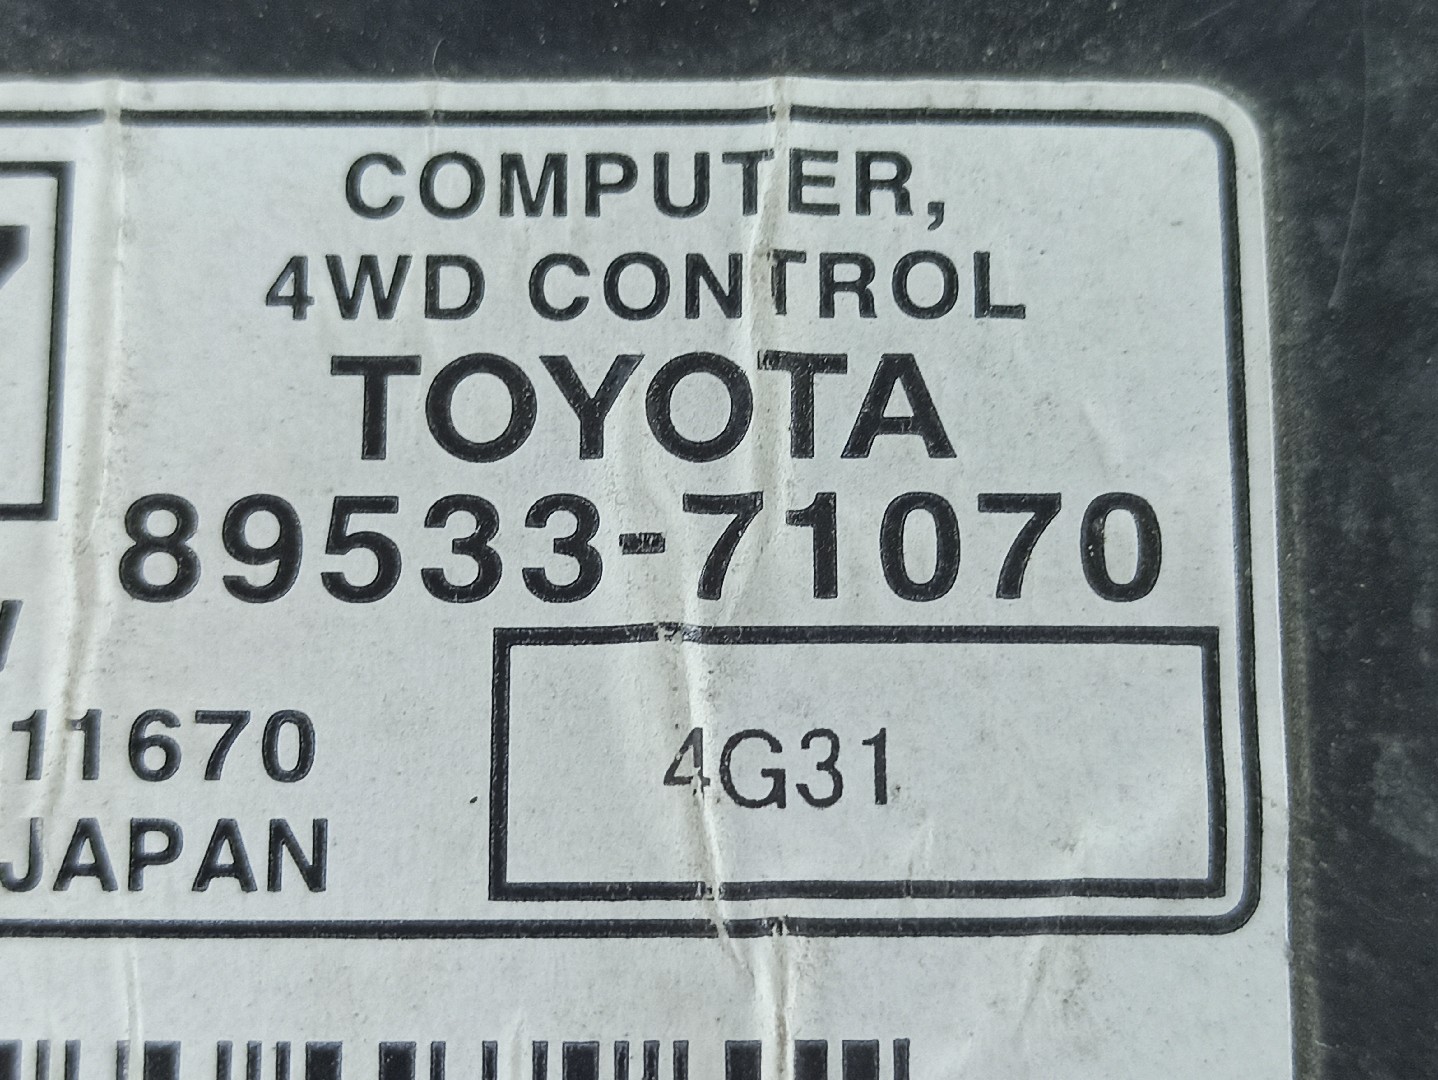 COMPUTER,
4WD CONTROL
TOYOTA
89533-71070
11670
4G31
JAPAN